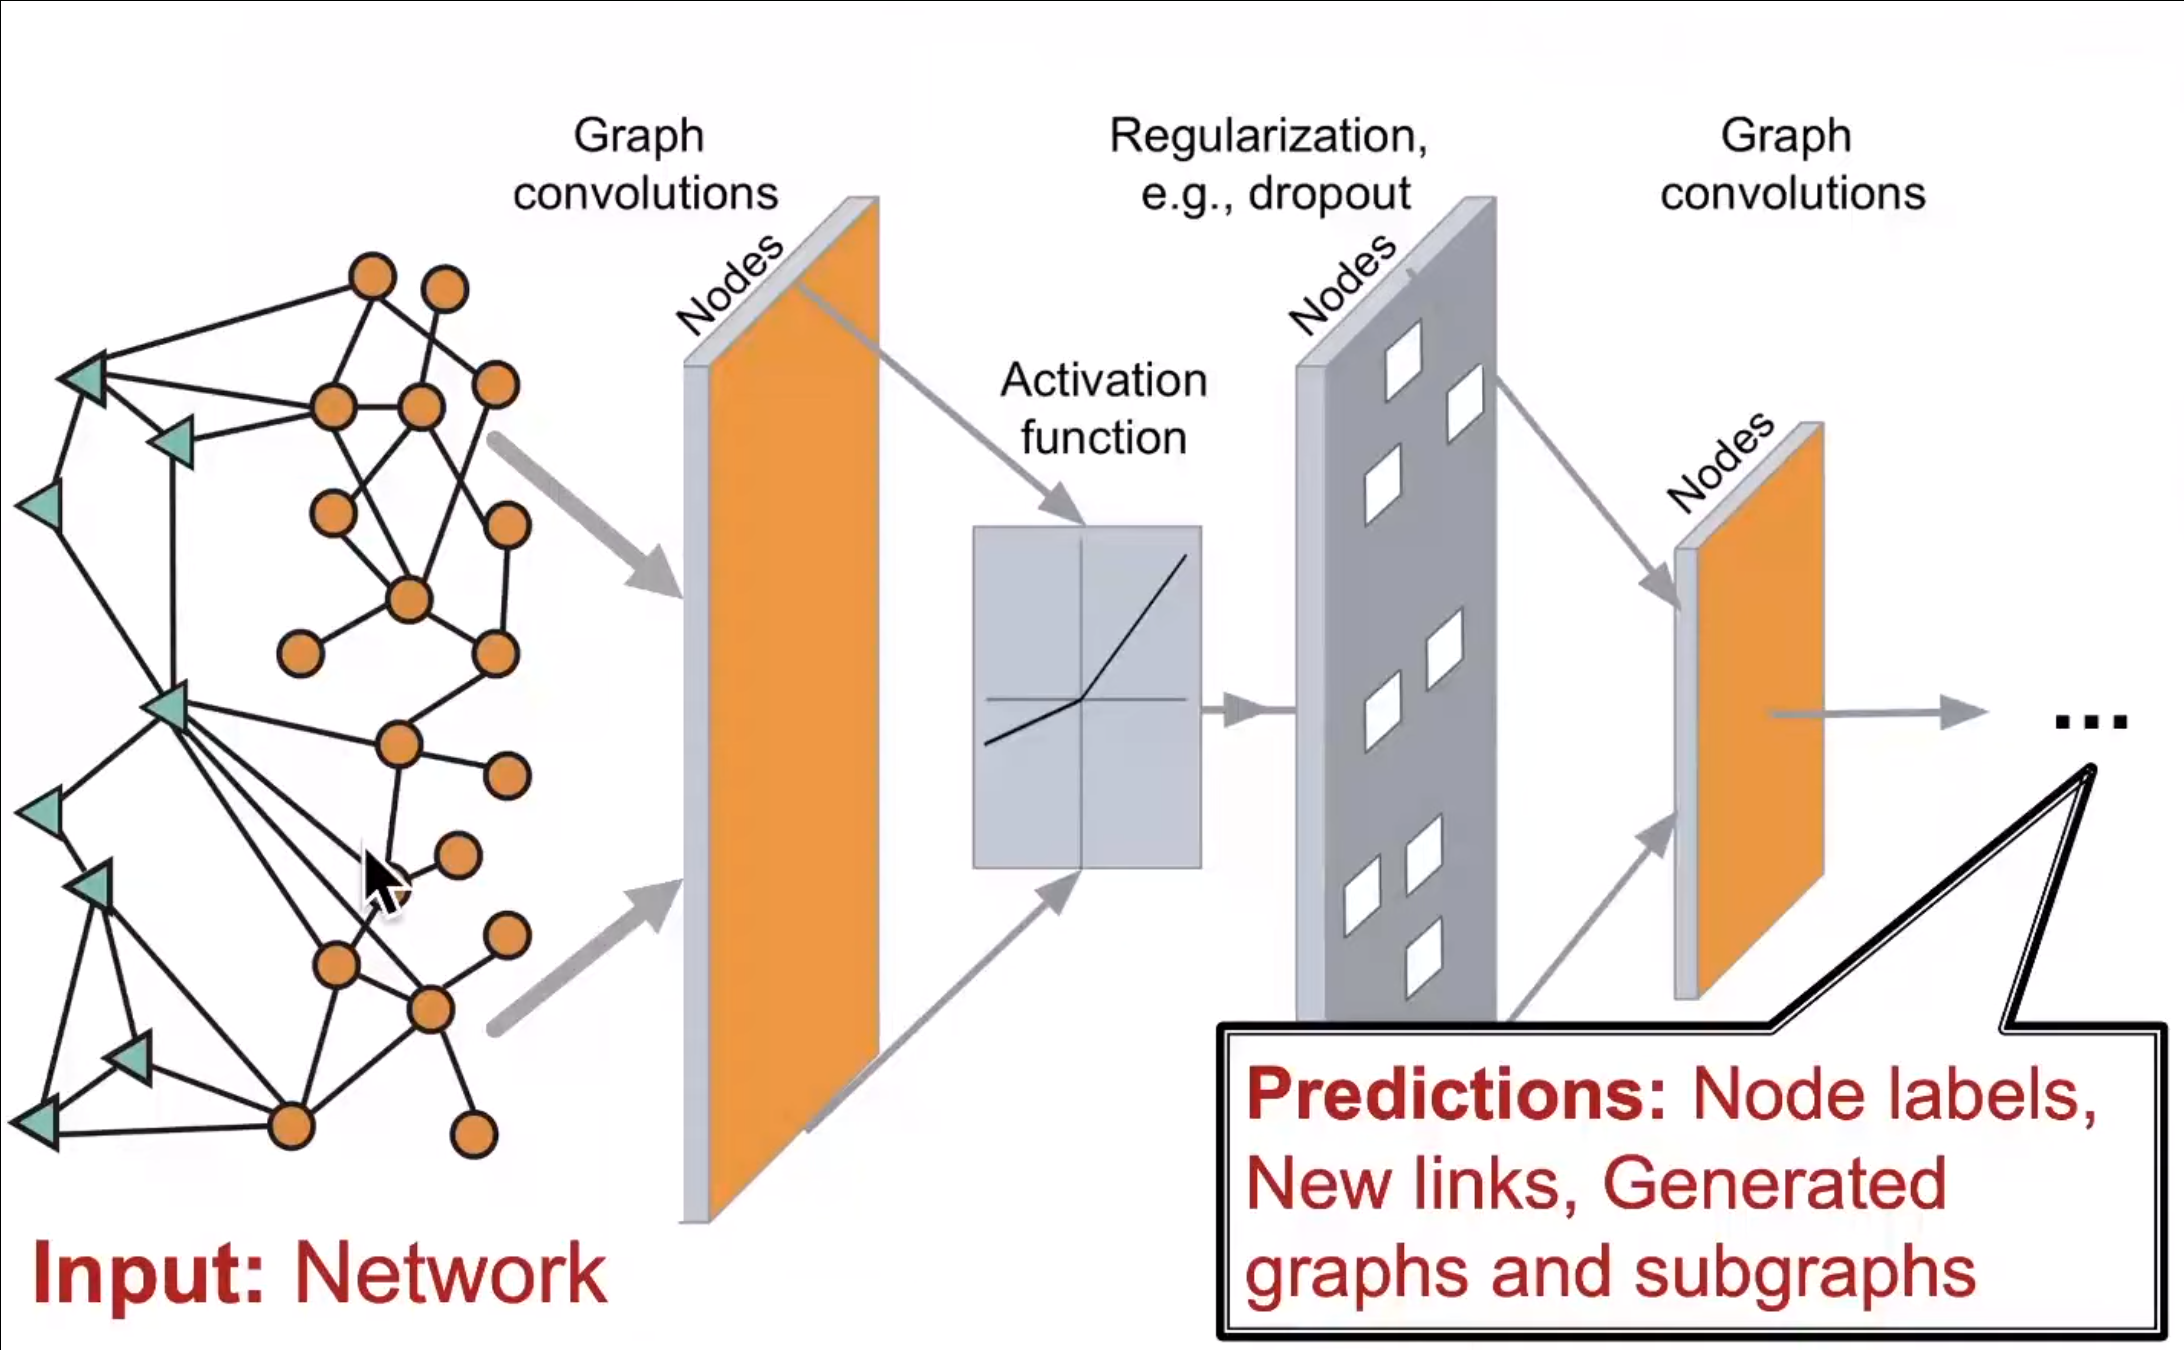 Graph
convolutions
Nodes
Activation
function
Regularization,
e.g., dropout
Nodes
Graph
convolutions
Nodes
...
Input: Network
Predictions: Node labels,
New links, Generated
graphs and subgraphs